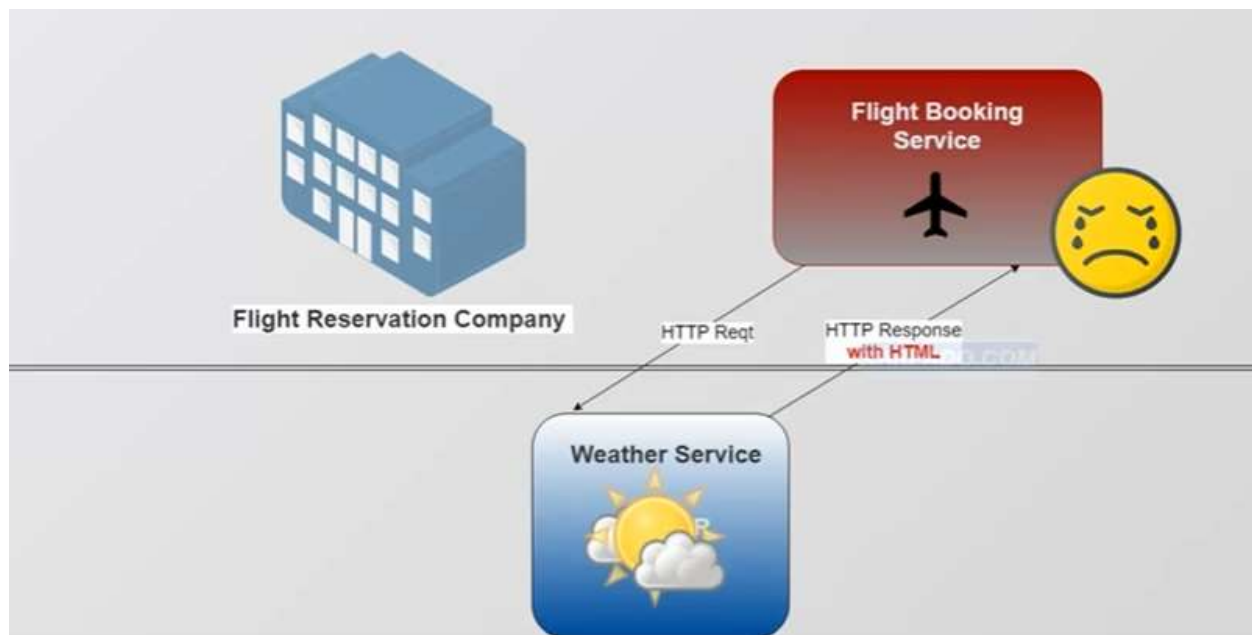 Flight Booking
Service
Flight Reservation Company
HTTP Reqt
HTTP Response
with HTML
Weather Service